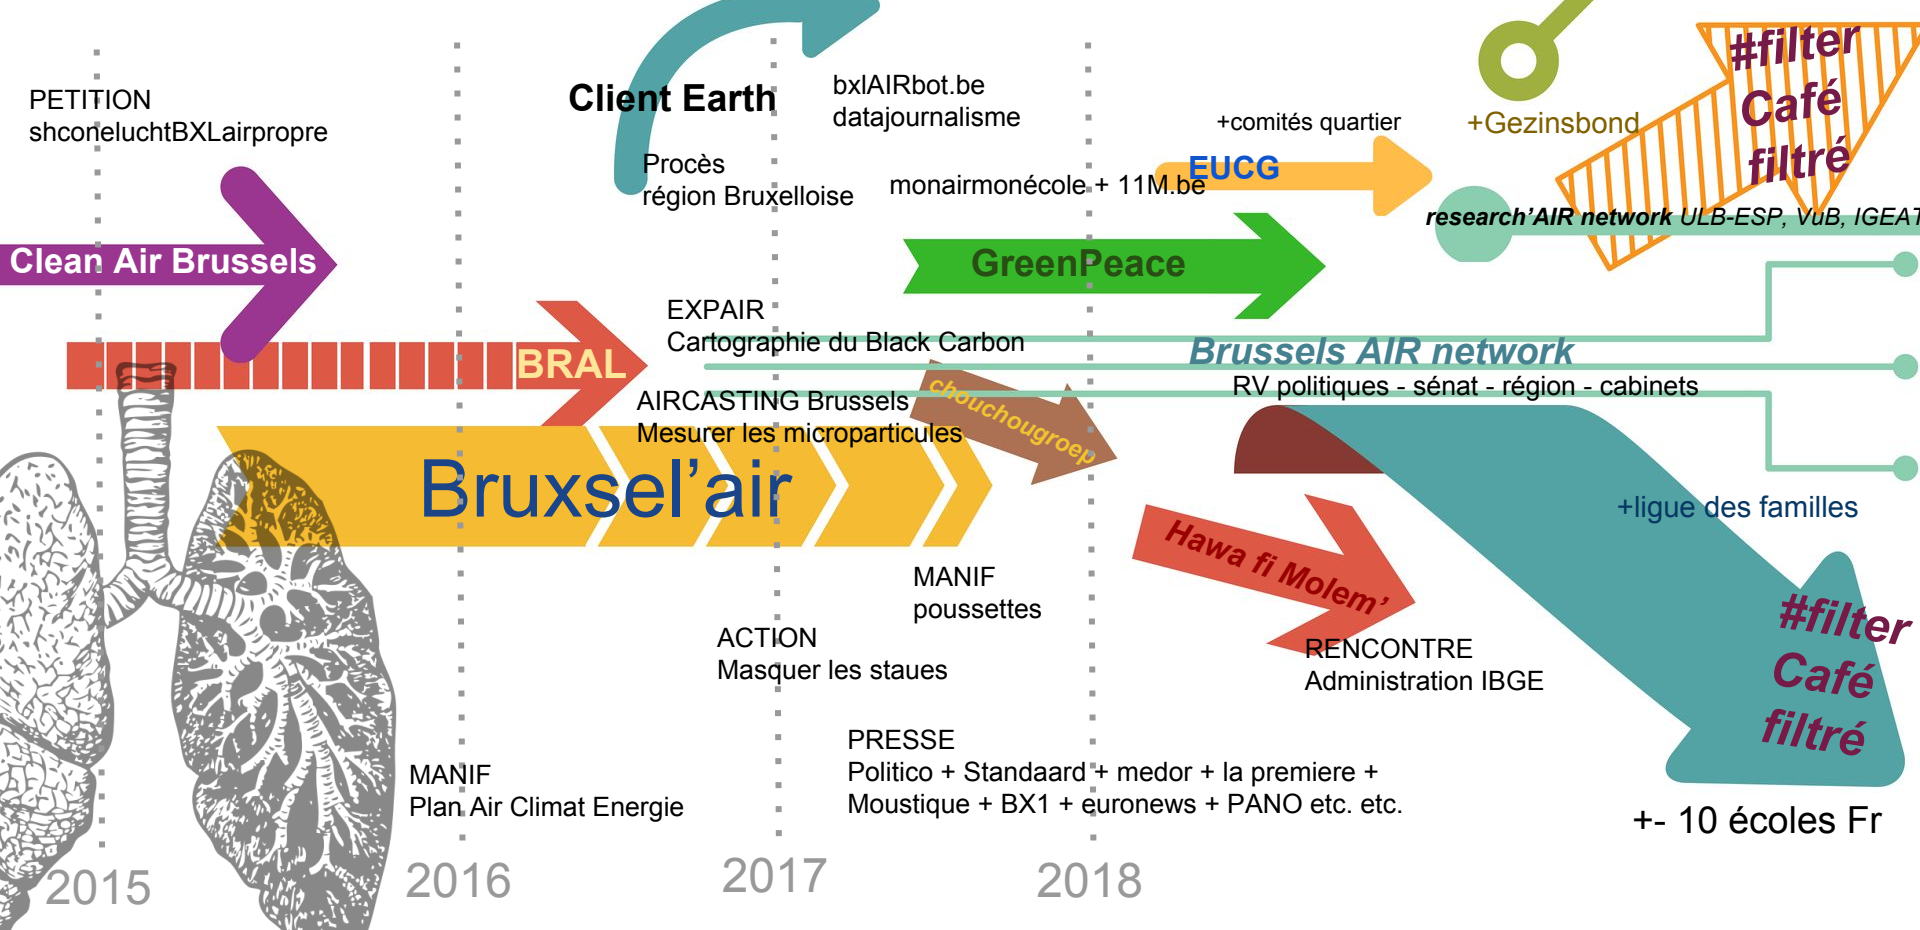 PETITION
shconeluchtBXLairpropre
Clean Air Brussels
BRAL
Bruxsel’air
Client Earth
Procès
région Bruxelloise
bxlAIRbot.be
datajournalisme
monairmonécole + 11M.be
+comités quartier
EUCG
+Gezinsbond
#filter
Café
filtré
research’AIR network ULB-ESP, VuB, IGEAT
GreenPeace
EXPAIR
Cartographie du Black Carbon
Brussels AIR network
RV politiques - sénat - région - cabinets
AIRCASTING Brussels
Mesurer les microparticules
chouchougroep
Hawa fi Molem’
+ligue des familles
MANIF
poussettes
ACTION
Masquer les staues
RENCONTRE
Administration IBGE
#filter
Café
filtré
MANIF
Plan Air Climat Energie
PRESSE
Politico + Standaard + medor + la premiere +
Moustique + BX1 + euronews + PANO etc. etc.
+- 10 écoles Fr
2015
2016
2017
2018